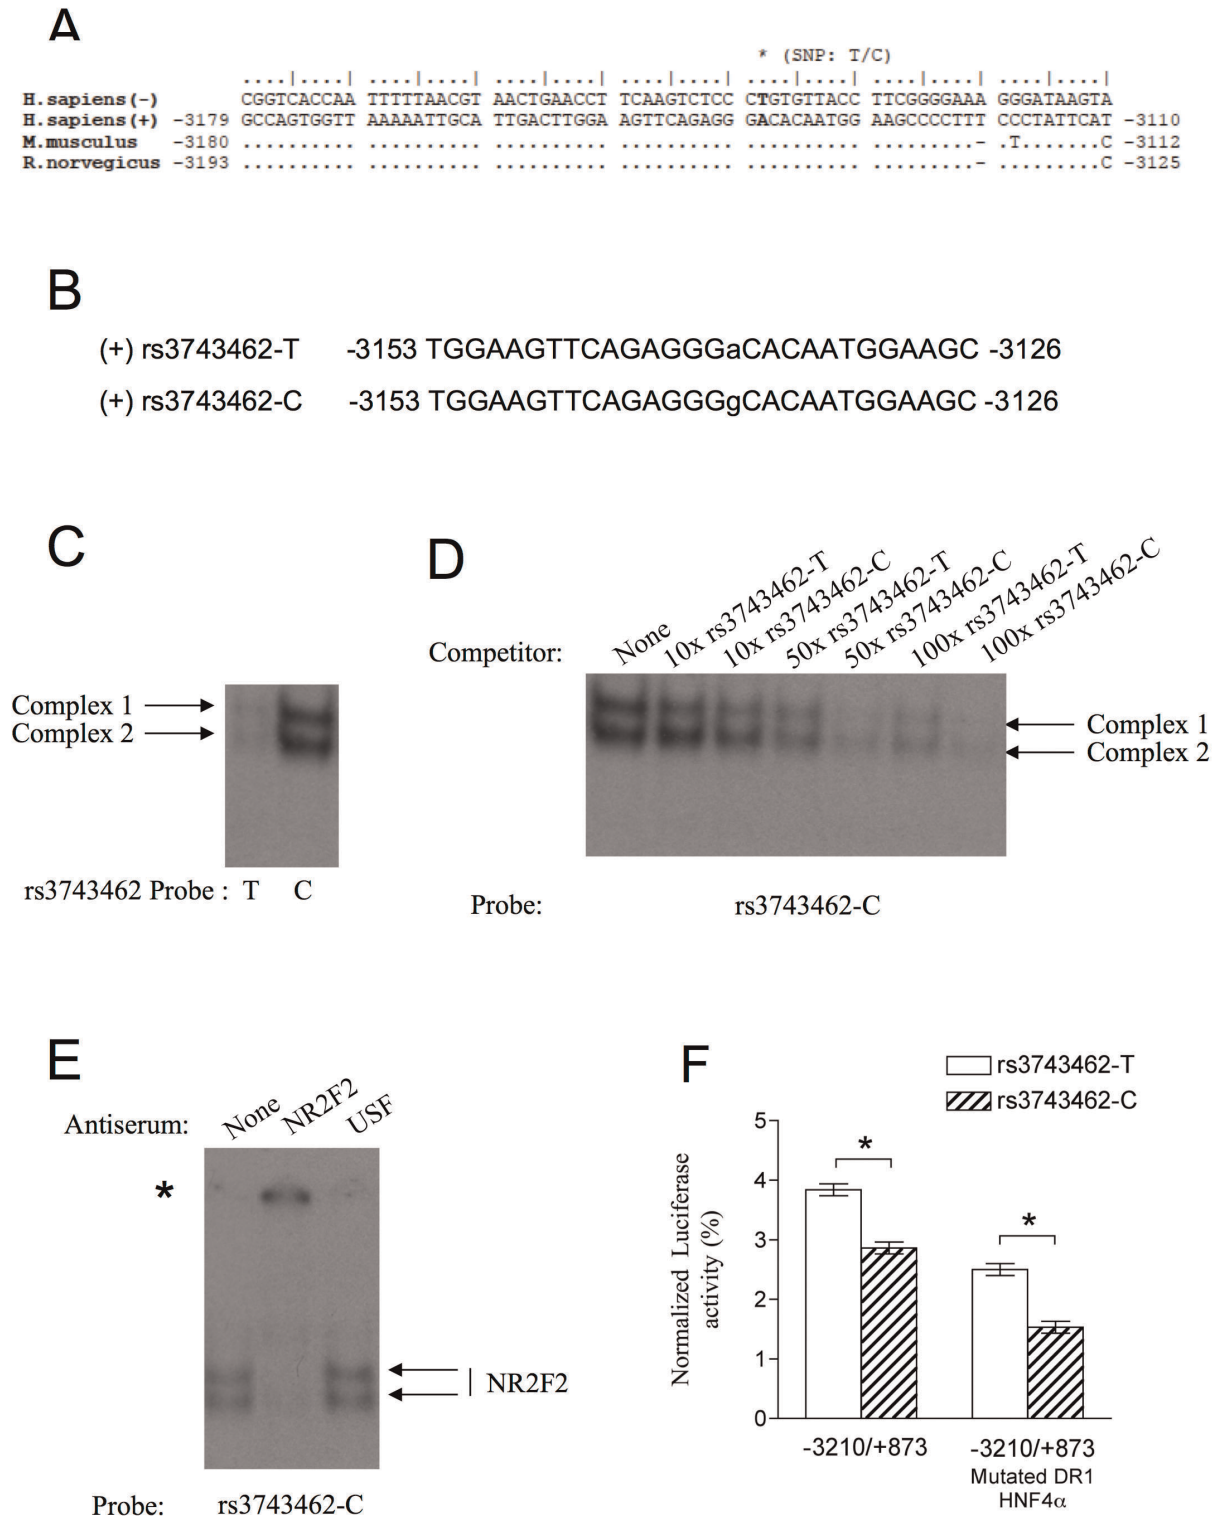 A
* (SNP: T/C)
....|....| ....|....| ....|....| ....|....| ....|....| ....|....| ....|....|
H.sapiens(-) CGGTCACCAA TTTTTAACGT AACTGAACCT TCAAGTCTCC CTGTGTTACC TTCGGGGAAA GGGATAAGTA
H.sapiens(+) -3179 GCCAGTGGTT AAAAATTGCA TTGACTTGGA AGTTCAGAGG GACACAATGG AAGCCCCTTT CCCTATTCAT -3110
M.musculus -3180 .......... .......... .......... .......... .......... .........- .T.......C -3112
R.norvegicus -3193 .......... .......... .......... .......... .......... .........- .........C -3125
B
(+) rs3743462-T -3153 TGGAAGTTCAGAGGGaCACAATGGAAGC -3126
(+) rs3743462-C -3153 TGGAAGTTCAGAGGGgCACAATGGAAGC -3126
C
Complex 1
Complex 2
rs3743462 Probe : T C
D
Competitor: None 10x rs3743462-T 10x rs3743462-C 50x rs3743462-T 50x rs3743462-C 100x rs3743462-T 100x rs3743462-C
Complex 1
Complex 2
Probe: rs3743462-C
E
Antiserum: None NR2F2 USF
*
NR2F2
Probe: rs3743462-C
F
rs3743462-T
rs3743462-C
Normalized Luciferase
activity (%)
5
4
3
2
1
0
*
*
-3210/+873
-3210/+873
Mutated DR1
HNF4α